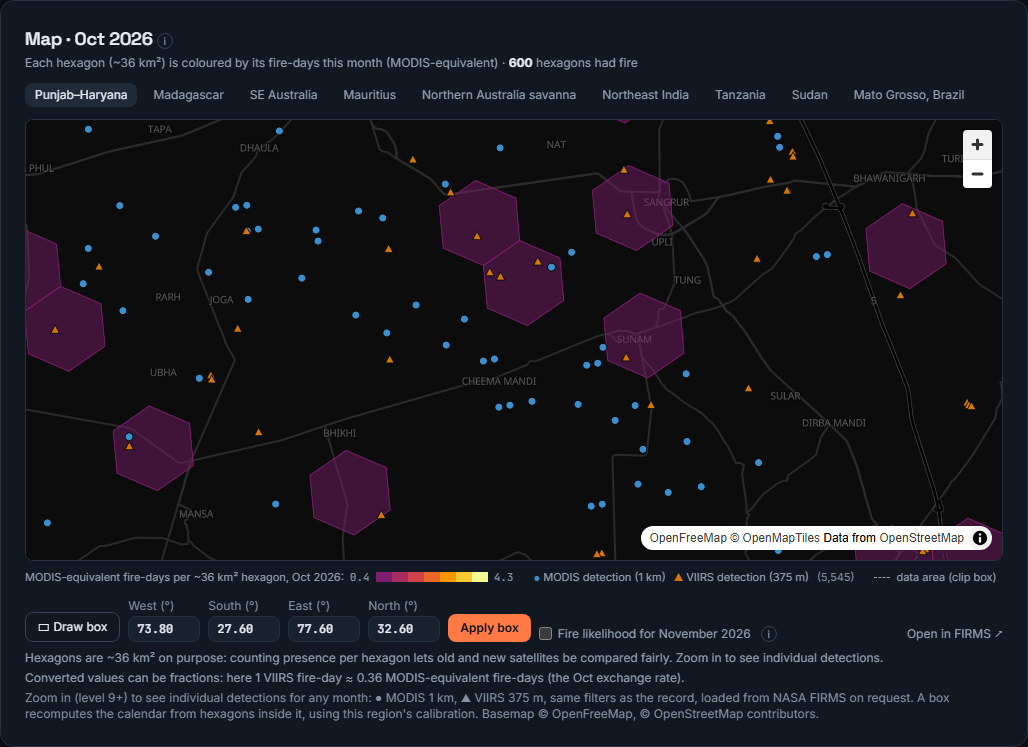 Map · Oct 2026 i
Each hexagon (~36 km²) is coloured by its fire-days this month (MODIS-equivalent) · 600 hexagons had fire
Punjab–Haryana Madagascar SE Australia Mauritius Northern Australia savanna Northeast India Tanzania Sudan Mato Grosso, Brazil
TAPA
DHAULA
NAT
PHUL
BHAWANIGARH
SANGRUR
UPLI
TUNG
RARH
JOGA
S
SUNAM
UBHA
CHEEMA MANDI
SULAR
DIRBA MANDI
BHIKHI
MANSA
+
−
OpenFreeMap © OpenMapTiles Data from OpenStreetMap i
MODIS-equivalent fire-days per ~36 km² hexagon, Oct 2026: 0.4 4.3 ● MODIS detection (1 km) ▲ VIIRS detection (375 m) (5,545) ---- data area (clip box)
West (°) South (°) East (°) North (°)
Draw box 73.80 27.60 77.60 32.60 Apply box Fire likelihood for November 2026 i Open in FIRMS ↗
Hexagons are ~36 km² on purpose: counting presence per hexagon lets old and new satellites be compared fairly. Zoom in to see individual detections.
Converted values can be fractions: here 1 VIIRS fire-day ≈ 0.36 MODIS-equivalent fire-days (the Oct exchange rate).
Zoom in (level 9+) to see individual detections for any month: ● MODIS 1 km, ▲ VIIRS 375 m, same filters as the record, loaded from NASA FIRMS on request. A box
recomputes the calendar from hexagons inside it, using this region's calibration. Basemap © OpenFreeMap, © OpenStreetMap contributors.